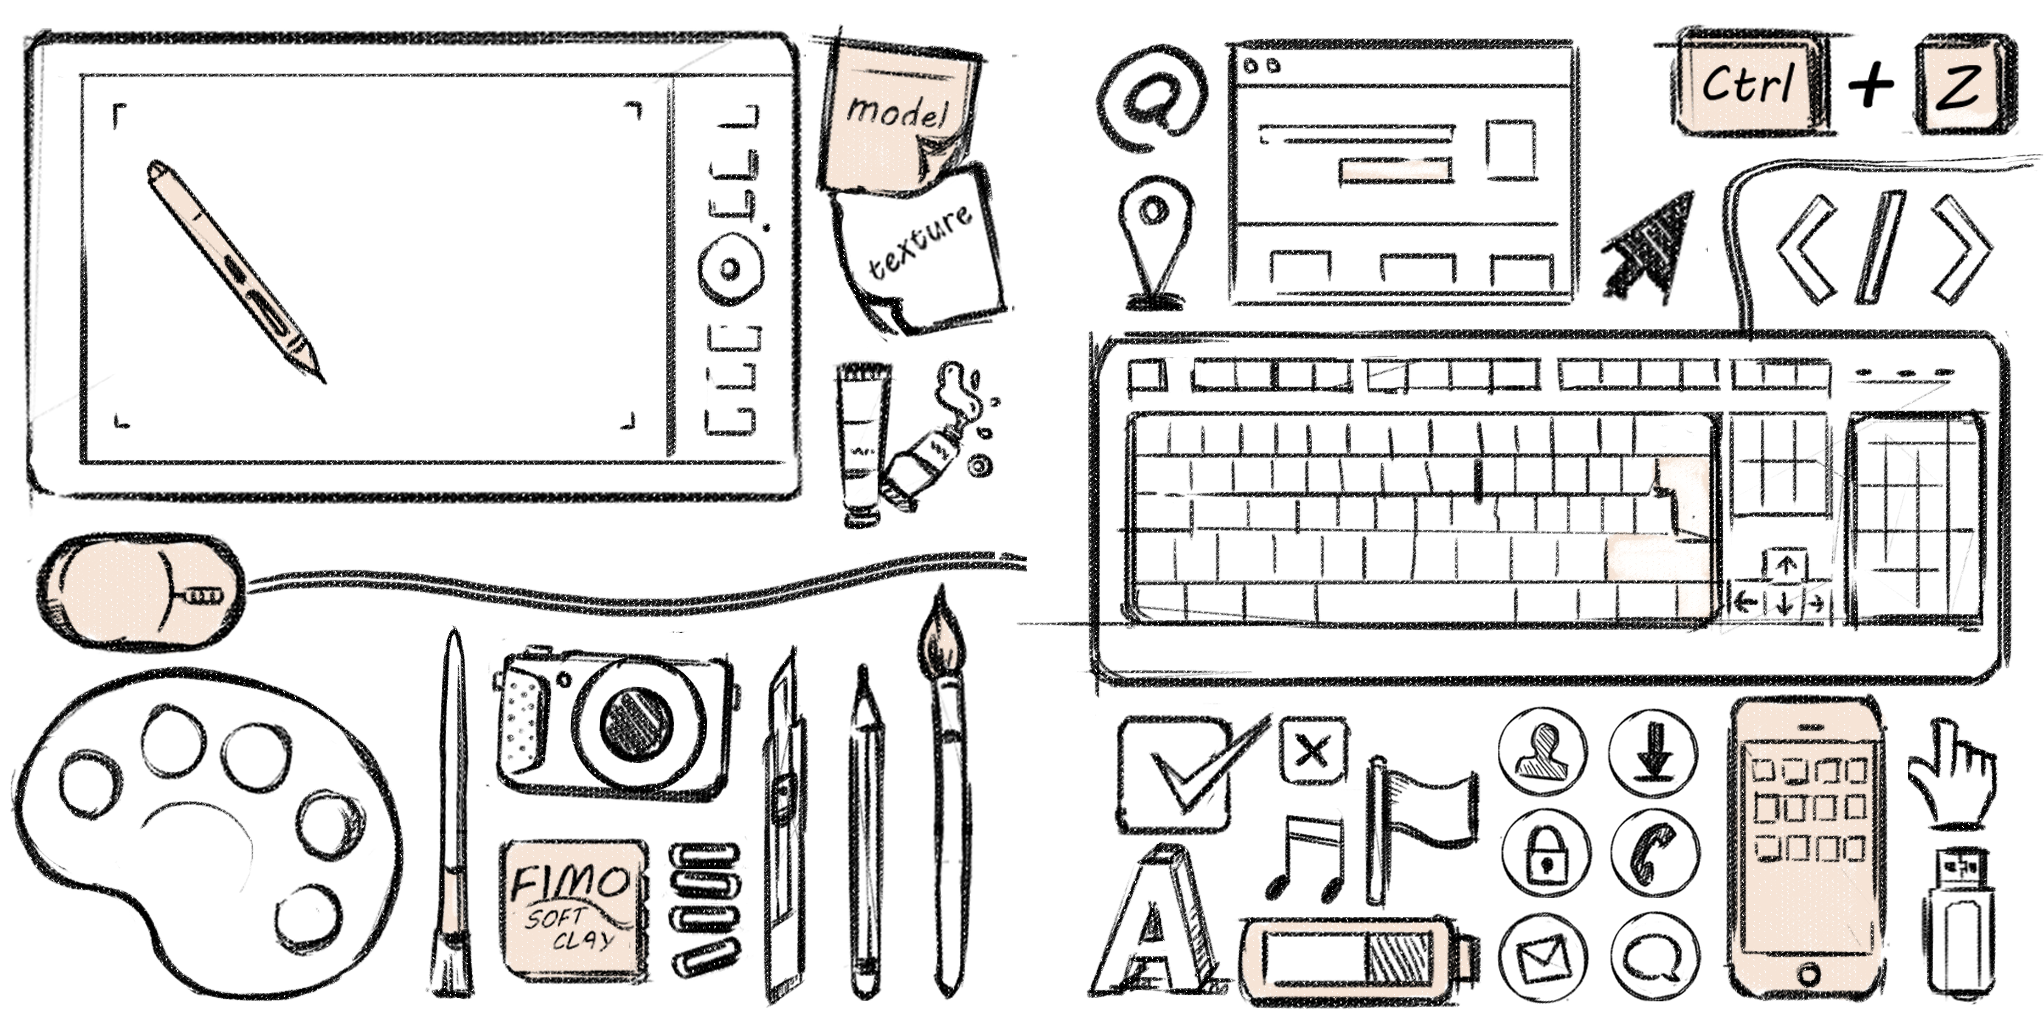 model
texture
FIMO
SOFT
CLAY
@
Ctrl + Z
</>
A